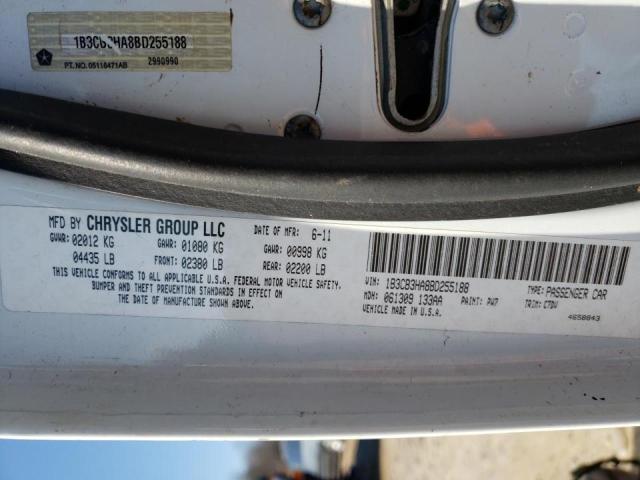 1B3CB3HA8BD255188
PT. NO. 05116471AB 2990990
MFD BY CHRYSLER GROUP LLC DATE OF MFR: 6-11
GVWR: 02012 KG GAWR: 01080 KG GAWR: 00998 KG
04435 LB FRONT: 02380 LB REAR: 02200 LB
THIS VEHICLE CONFORMS TO ALL APPLICABLE U.S.A. FEDERAL MOTOR VEHICLE SAFETY,
BUMPER AND THEFT PREVENTION STANDARDS IN EFFECT ON
THE DATE OF MANUFACTURE SHOWN ABOVE.
VIN: 1B3CB3HA8BD255188 TYPE: PASSENGER CAR
MDH: 061309 133AA PAINT: PW7 TRIM: C7DV
VEHICLE MADE IN U.S.A. 4658843